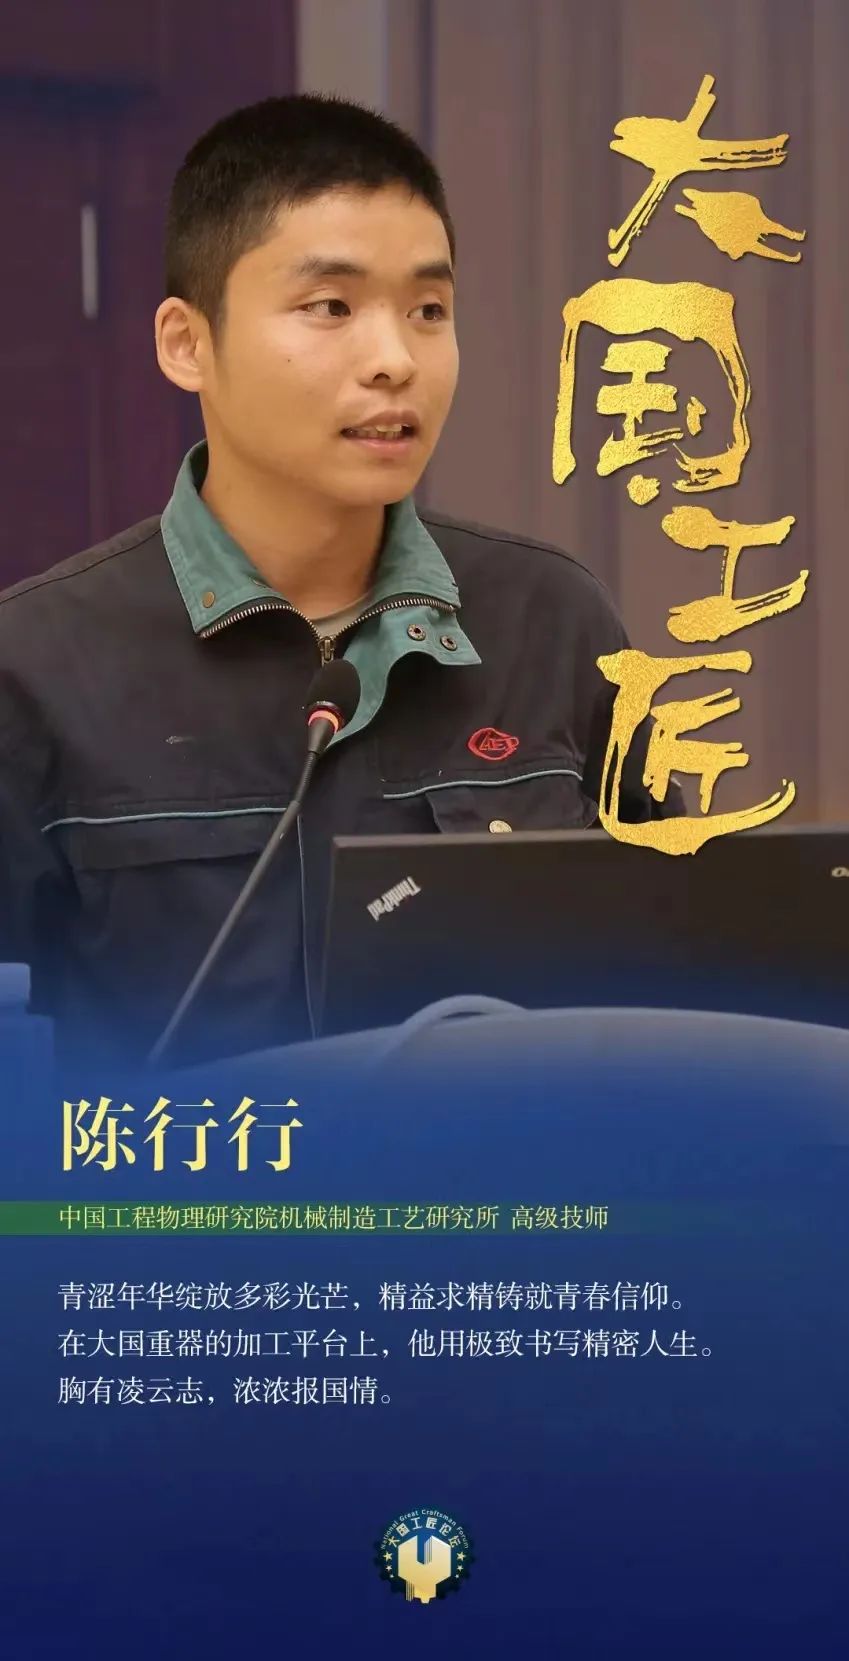 大国工匠
AEP
ThinkPad
陈行行
中国工程物理研究院机械制造工艺研究所 高级技师
青涩年华绽放多彩光芒，精益求精铸就青春信仰。
在大国重器的加工平台上，他用极致书写精密人生。
胸有凌云志，浓浓报国情。
National Great Craftsman Forum
大国工匠论坛